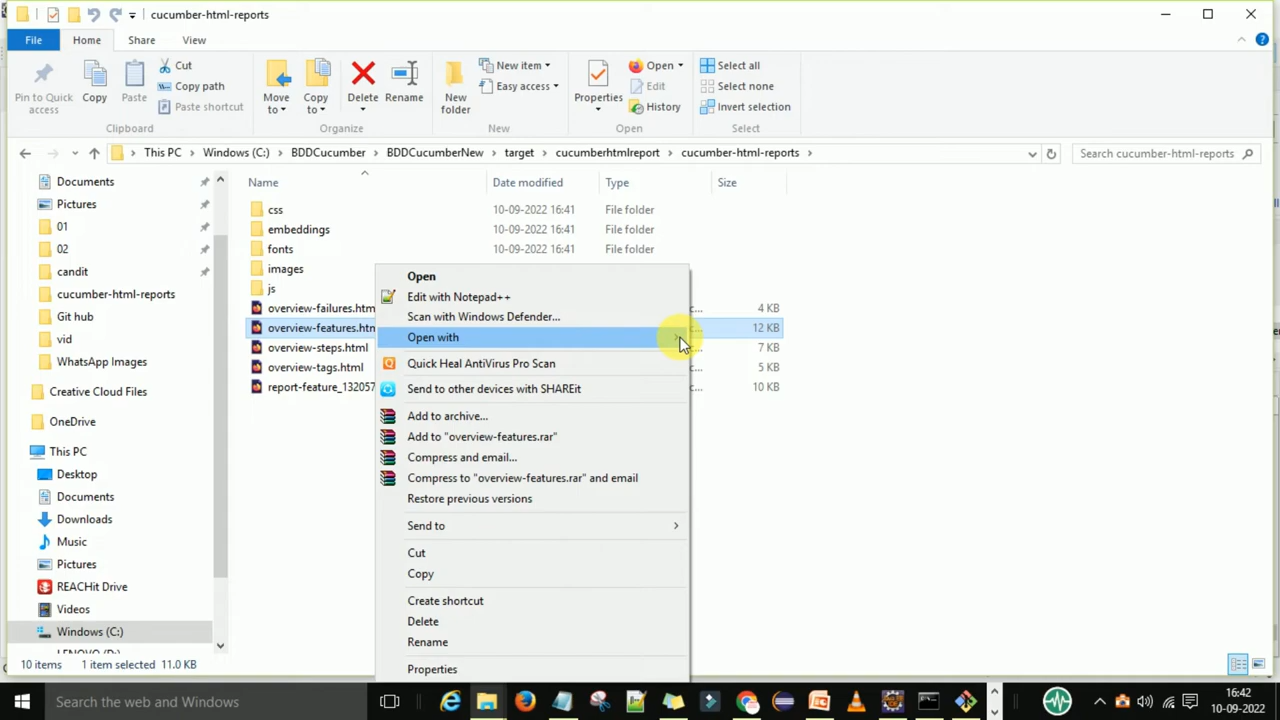 cucumber-html-reports
File
Home
Share
View
Pin to Quick access
Copy
Paste
Cut
Copy path
Paste shortcut
Move to
Copy to
Delete
Rename
New folder
New item
Easy access
Properties
Open
Edit
History
Select all
Select none
Invert selection
Clipboard
Organize
New
Open
Select
This PC
Windows (C:)
BDDCucumber
BDDCucumberNew
target
cucumberhtmlreport
cucumber-html-reports
Search cucumber-html-reports
Documents
Pictures
01
02
candit
cucumber-html-reports
Git hub
vid
WhatsApp Images
Creative Cloud Files
OneDrive
This PC
Desktop
Documents
Downloads
Music
Pictures
REACHit Drive
Videos
Windows (C:)
Name
Date modified
Type
Size
css 10-09-2022 16:41 File folder
embeddings 10-09-2022 16:41 File folder
fonts 10-09-2022 16:41 File folder
images
js
overview-failures.htm 4 KB
overview-features.htm 12 KB
overview-steps.html 7 KB
overview-tags.html 5 KB
report-feature_132057 10 KB
Open
Edit with Notepad++
Scan with Windows Defender...
Open with
Quick Heal AntiVirus Pro Scan
Send to other devices with SHAREit
Add to archive...
Add to "overview-features.rar"
Compress and email...
Compress to "overview-features.rar" and email
Restore previous versions
Send to
Cut
Copy
Create shortcut
Delete
Rename
Properties
10 items
1 item selected 11.0 KB
Search the web and Windows
16:42
10-09-2022